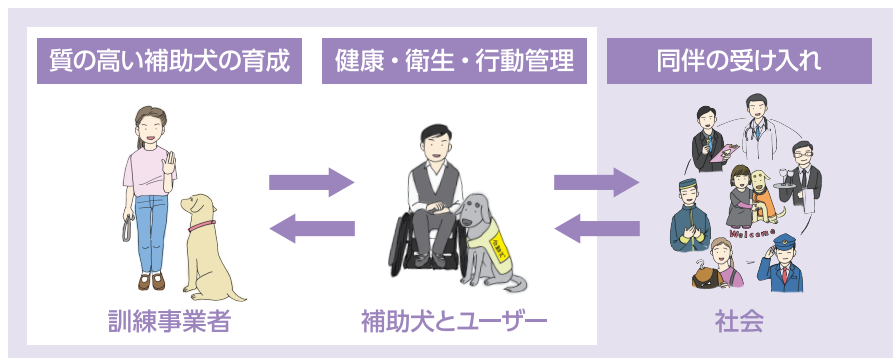 質の高い補助犬の育成
健康・衛生・行動管理
同伴の受け入れ
Welcome
訓練事業者
補助犬とユーザー
社会